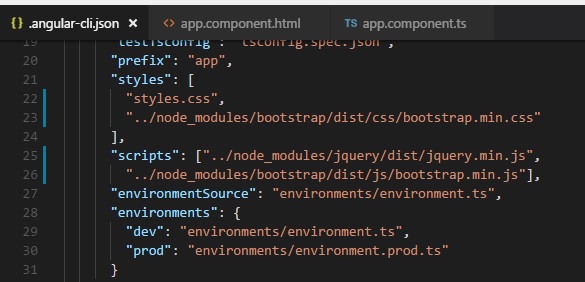 .angular-cli.json
app.component.html
app.component.ts
19 "testTsconfig": "tsconfig.spec.json",
20 "prefix": "app",
21 "styles": [
22 "styles.css",
23 "../node_modules/bootstrap/dist/css/bootstrap.min.css"
24 ],
25 "scripts": ["../node_modules/jquery/dist/jquery.min.js",
26 "../node_modules/bootstrap/dist/js/bootstrap.min.js"],
27 "environmentSource": "environments/environment.ts",
28 "environments": {
29 "dev": "environments/environment.ts",
30 "prod": "environments/environment.prod.ts"
31 }